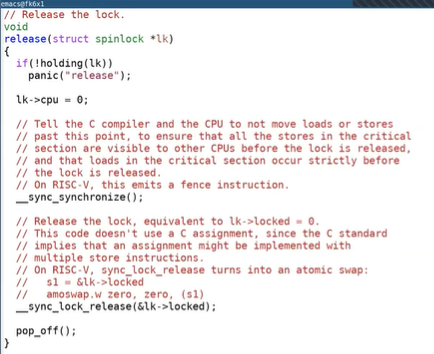 emacs@fk6x1
// Release the lock.
void
release(struct spinlock *lk)
{
  if(!holding(lk))
    panic("release");

  lk->cpu = 0;

  // Tell the C compiler and the CPU to not move loads or stores
  // past this point, to ensure that all the stores in the critical
  // section are visible to other CPUs before the lock is released,
  // and that loads in the critical section occur strictly before
  // the lock is released.
  // On RISC-V, this emits a fence instruction.
  __sync_synchronize();

  // Release the lock, equivalent to lk->locked = 0.
  // This code doesn't use a C assignment, since the C standard
  // implies that an assignment might be implemented with
  // multiple store instructions.
  // On RISC-V, sync_lock_release turns into an atomic swap:
  //   s1 = &lk->locked
  //   amoswap.w zero, zero, (s1)
  __sync_lock_release(&lk->locked);

  pop_off();
}